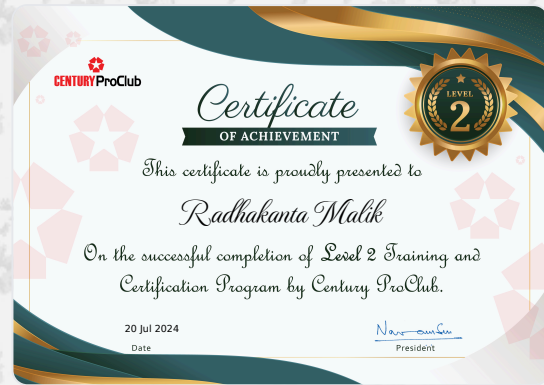 CENTURY ProClub
LEVEL
2
Certificate
OF ACHIEVEMENT
This certificate is proudly presented to
Radhakanta Malik
On the successful completion of Level 2 Training and
Certification Program by Century ProClub.
20 Jul 2024
Date
President